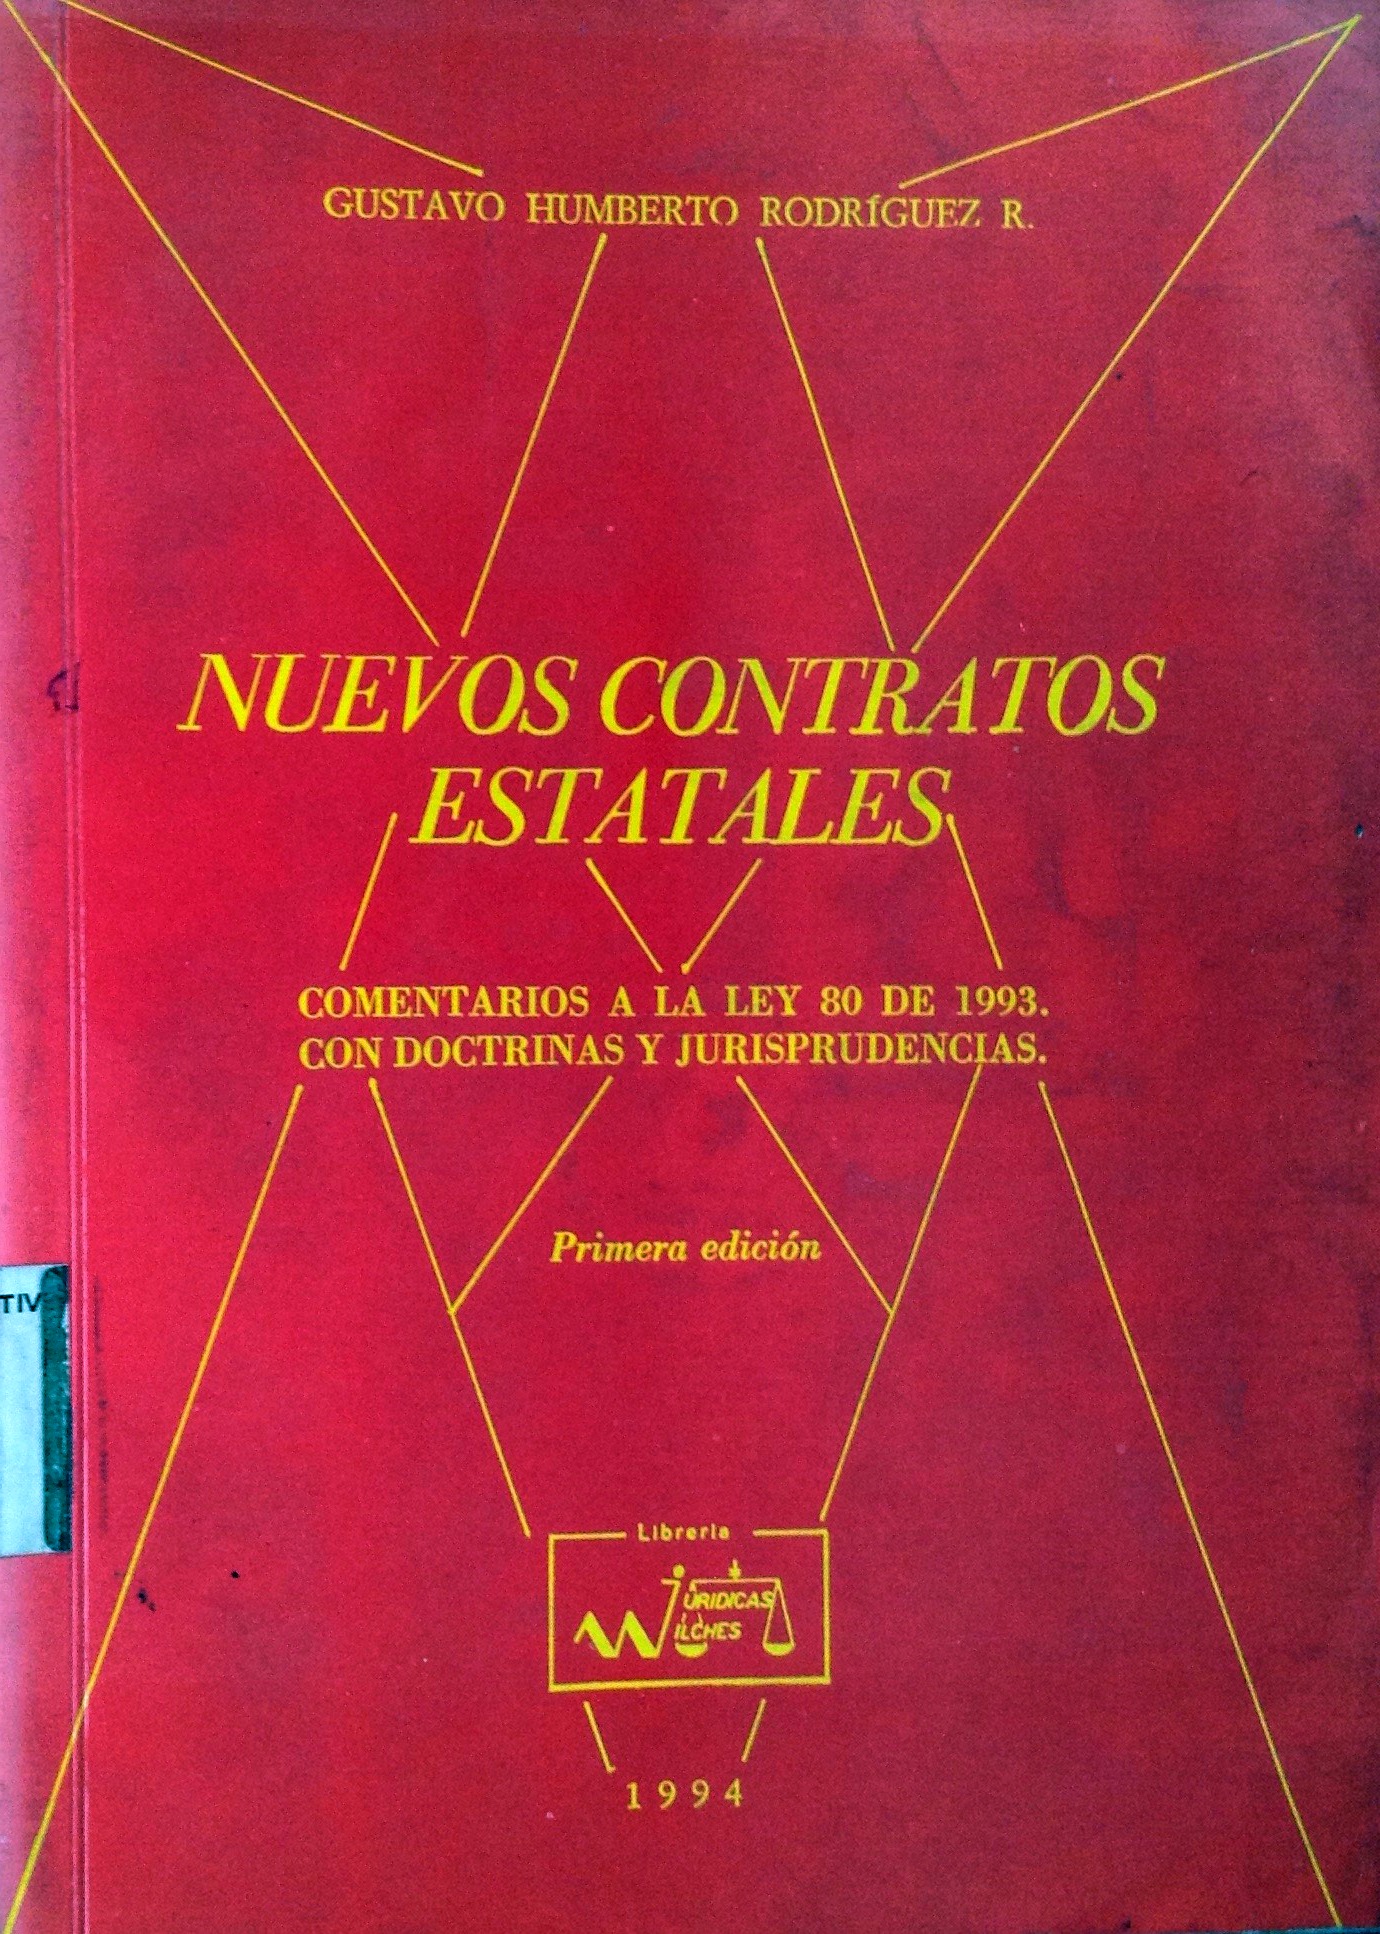 GUSTAVO HUMBERTO RODRÍGUEZ R.
NUEVOS CONTRATOS
ESTATALES
COMENTARIOS A LA LEY 80 DE 1993.
CON DOCTRINAS Y JURISPRUDENCIAS.
Primera edición
TIV
Librería
JURIDICAS
WILCHES
1994